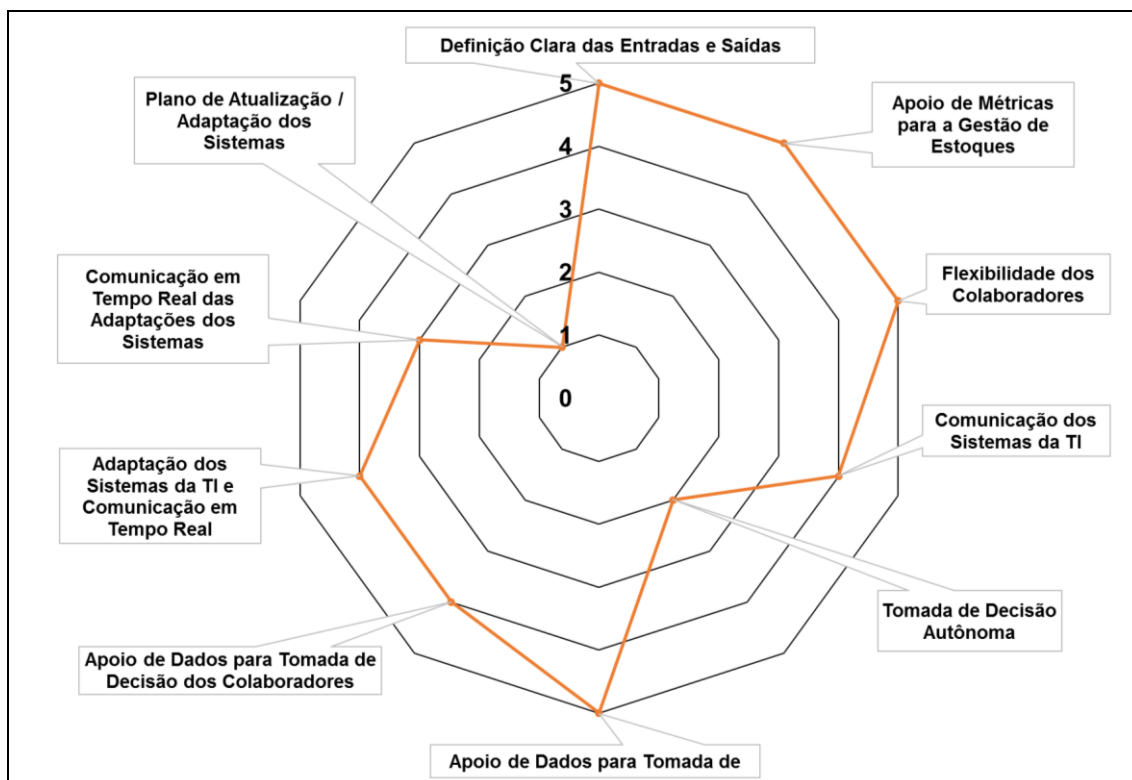 Definição Clara das Entradas e Saídas
Plano de Atualização /
Adaptação dos
Sistemas
Apoio de Métricas
para a Gestão de
Estoques
Comunicação em
Tempo Real das
Adaptações dos
Sistemas
Flexibilidade dos
Colaboradores
5
4
3
2
1
0
Adaptação dos
Sistemas da TI e
Comunicação em
Tempo Real
Comunicação dos
Sistemas da TI
Apoio de Dados para Tomada de
Decisão dos Colaboradores
Tomada de Decisão
Autônoma
Apoio de Dados para Tomada de